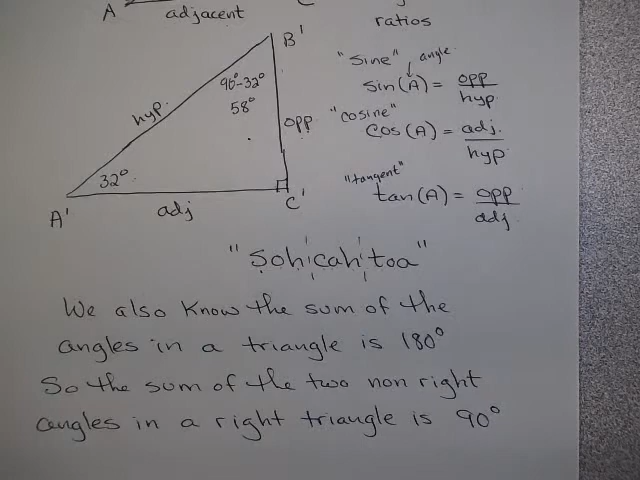 A adjacent
ratios
B'
"Sine" angle
90°-32°
sin(A) = opp
hyp.
58°
hyp.
"cosine"
opp
cos(A) = adj.
hyp.
32°
"tangent"
tan(A) = opp
adj.
A' adj C'
"Sohcahtoa"
We also know the sum of the
angles in a triangle is 180°
So the sum of the two non right
angles in a right triangle is 90°